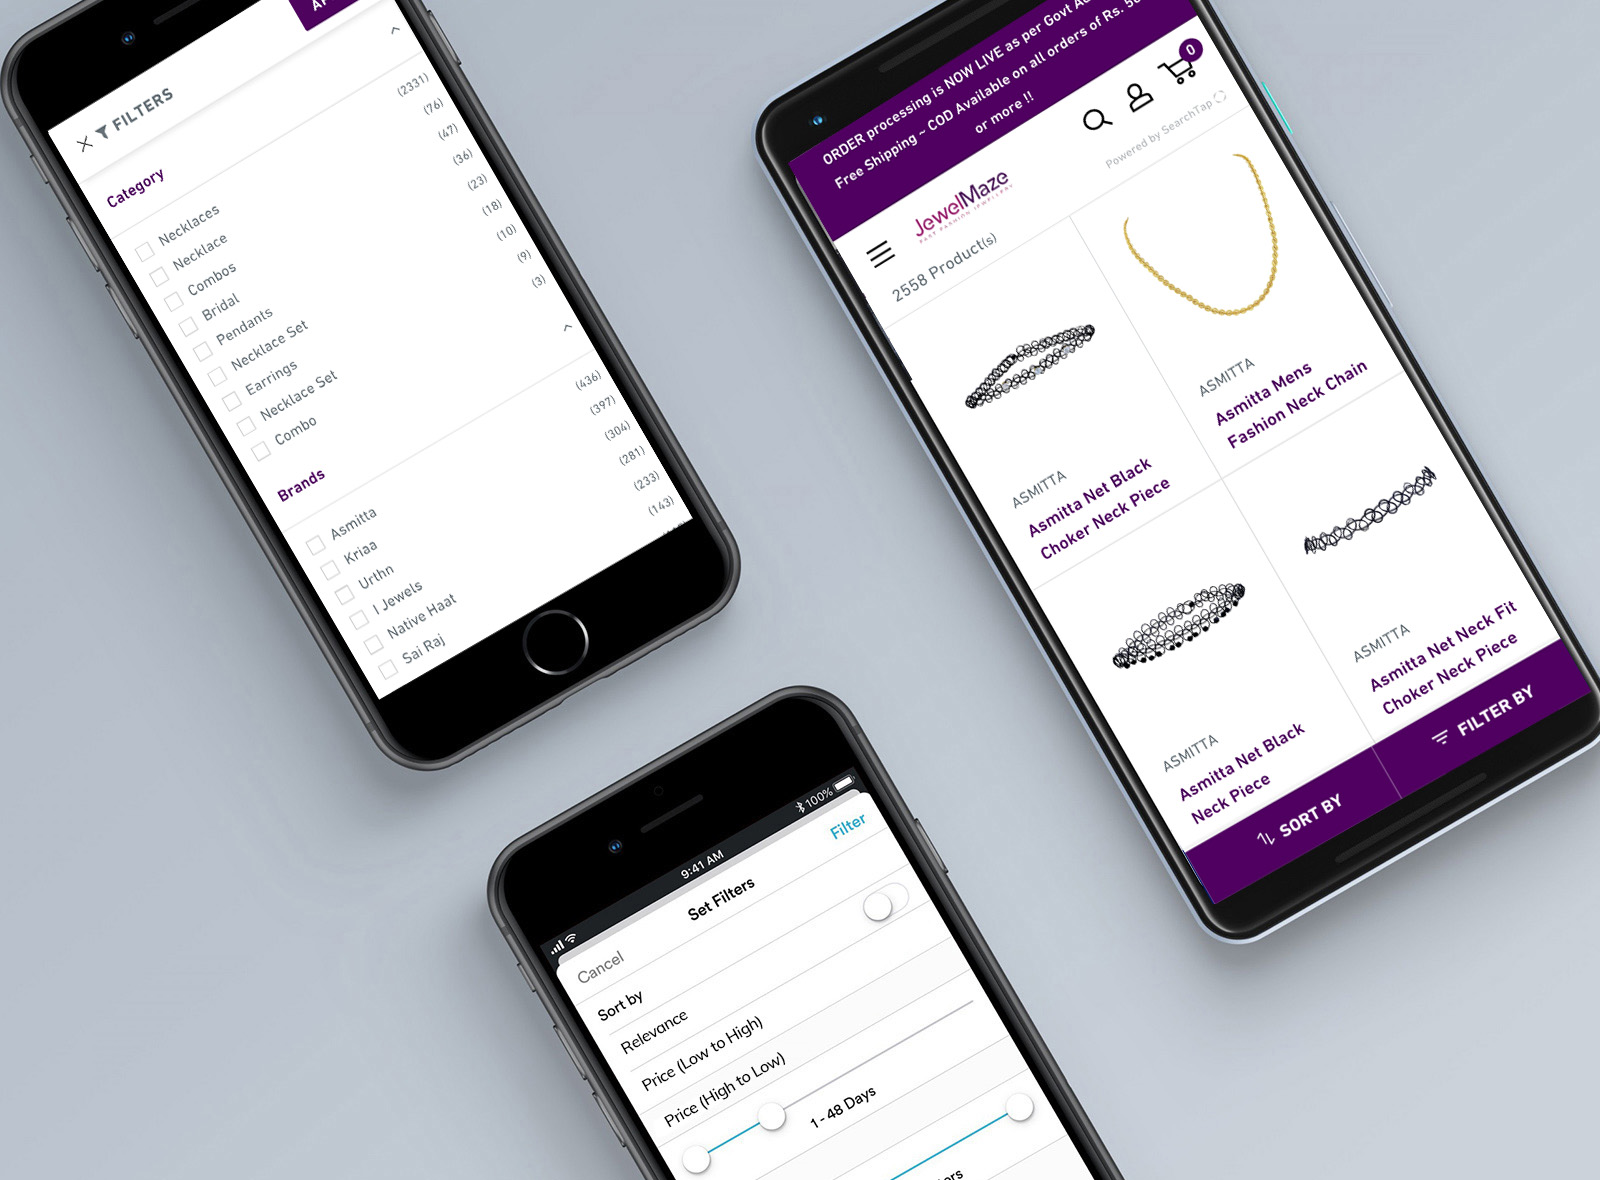 FILTERS
Category
Necklaces (2331)
Necklace (76)
Combos (47)
Bridal (36)
Pendants (23)
Necklace Set (18)
Earrings (10)
Necklace Set (9)
Combo (3)
Brands
Asmitta (436)
Kriaa (397)
Urthn (304)
I Jewels (281)
Native Haat (233)
Sai Raj (143)
ORDER processing is NOW LIVE as per Govt
Free Shipping ~ COD Available on all orders of Rs.
or more !!
0
JewelMaze
FAST FASHION JEWELLERY
Powered by SearchTap
2558 Product(s)
ASMITTA
Asmitta Net Black
Choker Neck Piece
ASMITTA
Asmitta Mens
Fashion Neck Chain
ASMITTA
Asmitta Net Black
Neck Piece
ASMITTA
Asmitta Net Neck Fit
Choker Neck Piece
SORT BY
FILTER BY
9:41 AM
100%
Cancel
Set Filters
Filter
Sort by
Relevance
Price (Low to High)
Price (High to Low)
1 - 48 Days